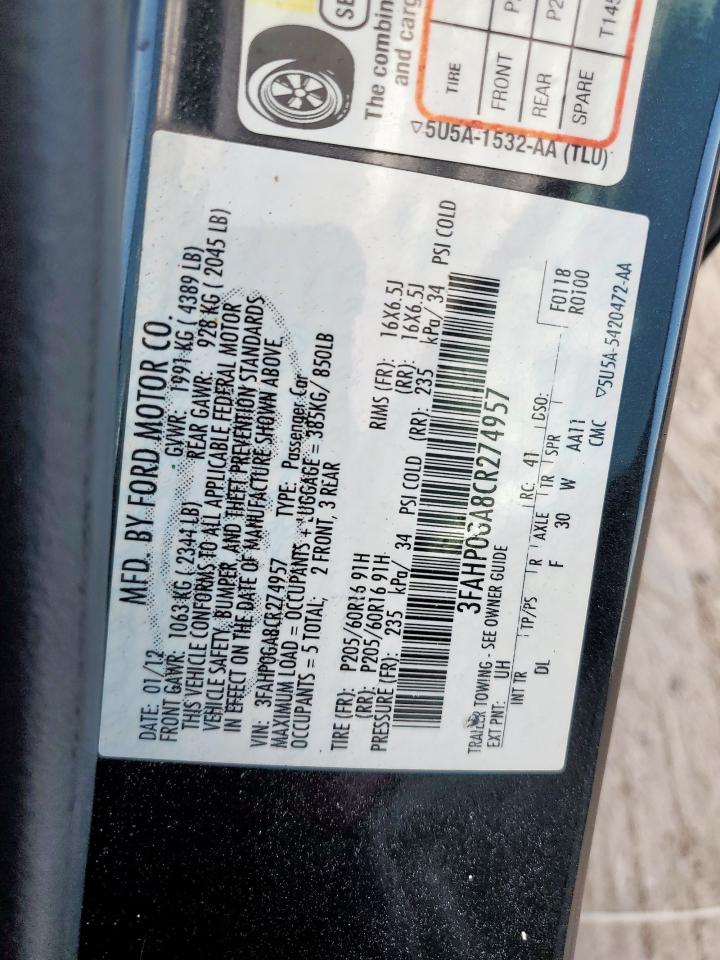 SE
The combin
and carg
TIRE
FRONT P
REAR P2
SPARE T145
▽5U5A-1532-AA (TLU)
MFD. BY FORD MOTOR CO.
DATE: 01/12 GVWR: 1991 KG ( 4389 LB)
FRONT GAWR: 1063 KG ( 2344 LB) REAR GAWR: 928 KG ( 2045 LB)
THIS VEHICLE CONFORMS TO ALL APPLICABLE FEDERAL MOTOR
VEHICLE SAFETY, BUMPER, AND THEFT PREVENTION STANDARDS
IN EFFECT ON THE DATE OF MANUFACTURE SHOWN ABOVE.
VIN: 3FAHP0GA8CR274957 TYPE: Passenger Car
MAXIMUM LOAD = OCCUPANTS + LUGGAGE = 385KG/ 850LB
OCCUPANTS = 5 TOTAL; 2 FRONT, 3 REAR
TIRE (FR): P205/60R16 91H RIMS (FR): 16X6.5J
(RR): P205/60R16 91H (RR): 16X6.5J
PRESSURE (FR): 235 kPa/ 34 PSI COLD (RR): 235 kPa/ 34 PSI COLD
3FAHP0GA8CR274957
TRAILER TOWING - SEE OWNER GUIDE F0118
EXT PNT: UH RC: 41 DSO: R0100
INT TR TP/PS R AXLE TR SPR
DL F 30 W AA11
CMC ▽5U5A-5420472-AA